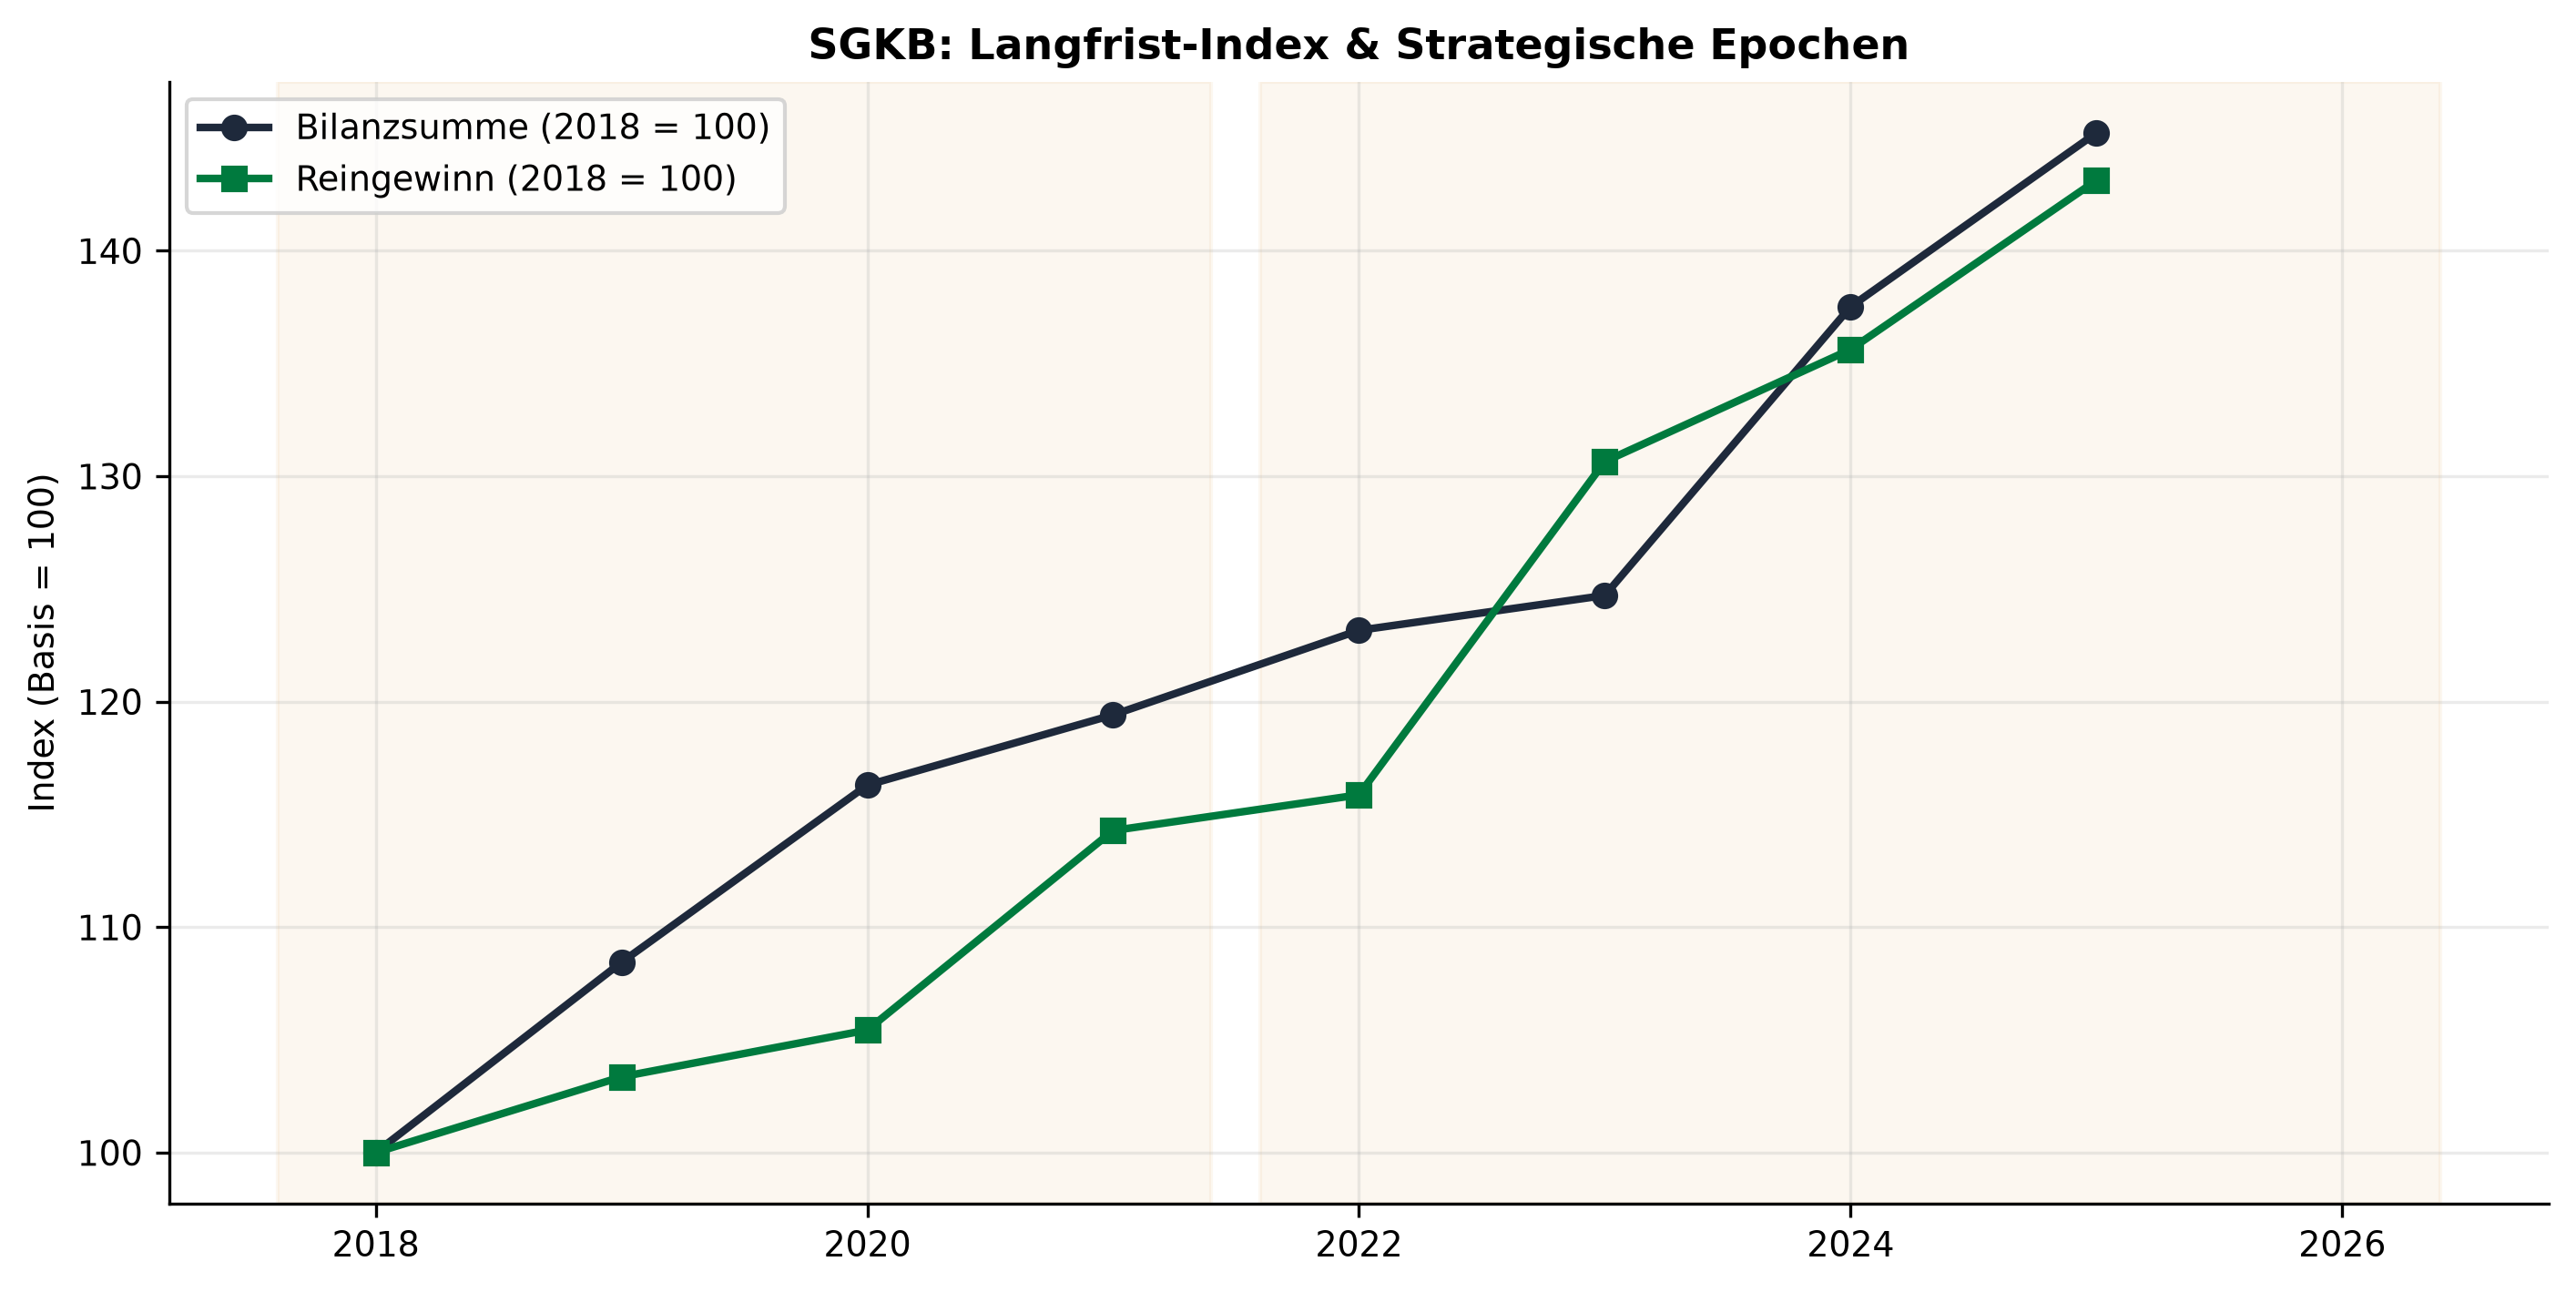 SGKB: Langfrist-Index & Strategische Epochen
Bilanzsumme (2018 = 100)
Reingewinn (2018 = 100)
Index (Basis = 100)
140
130
120
110
100
2018 2020 2022 2024 2026